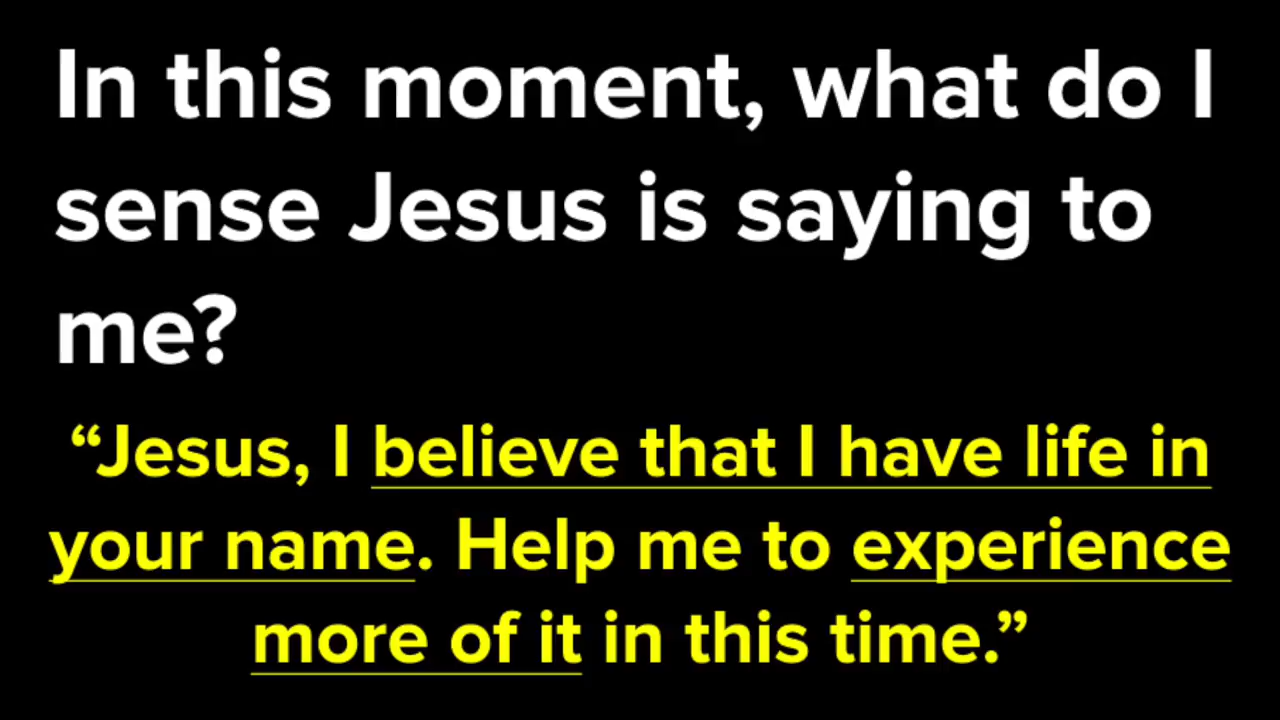 In this moment, what do I
sense Jesus is saying to
me?
“Jesus, I believe that I have life in
your name. Help me to experience
more of it in this time.”